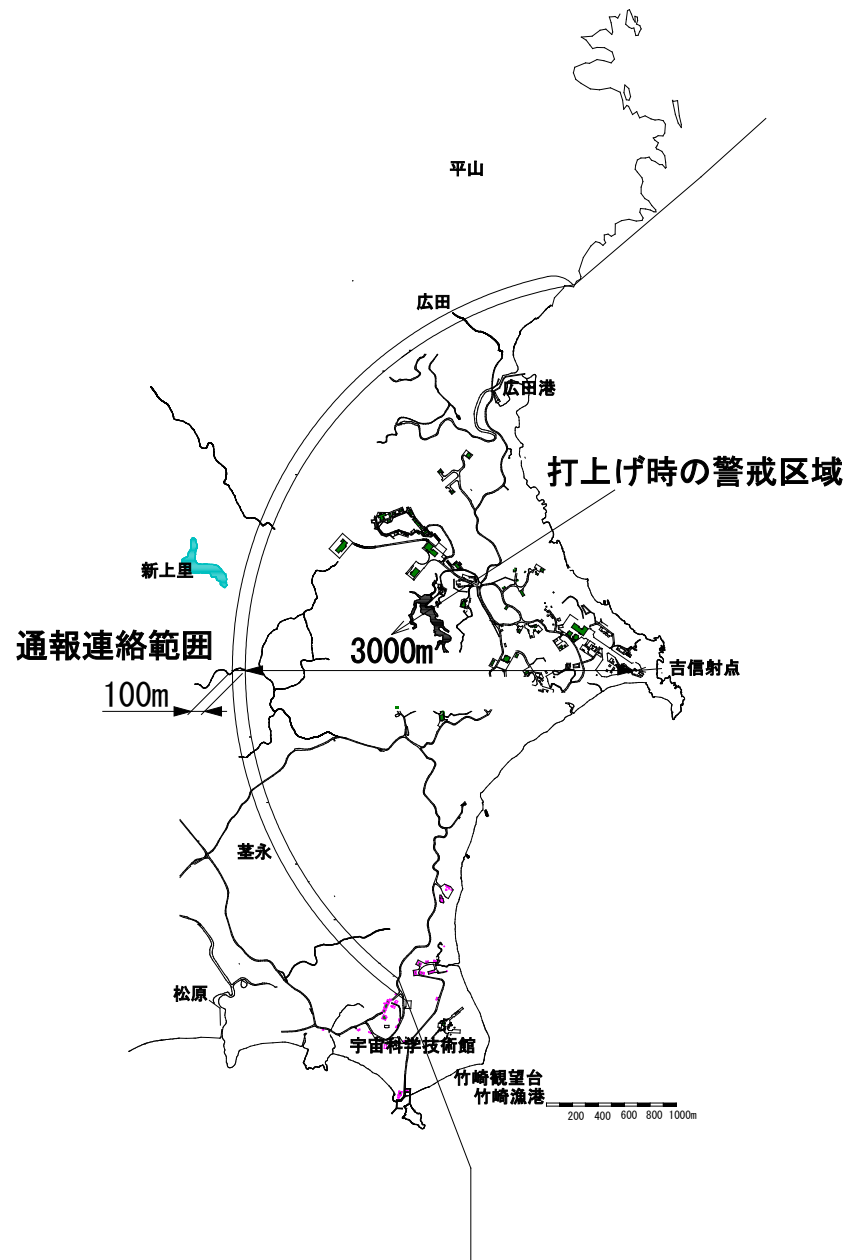 平山
広田
広田港
打上げ時の警戒区域
新上里
通報連絡範囲
3000m
吉信射点
100m
茎永
松原
宇宙科学技術館
竹崎観望台
竹崎漁港
200 400 600 800 1000m